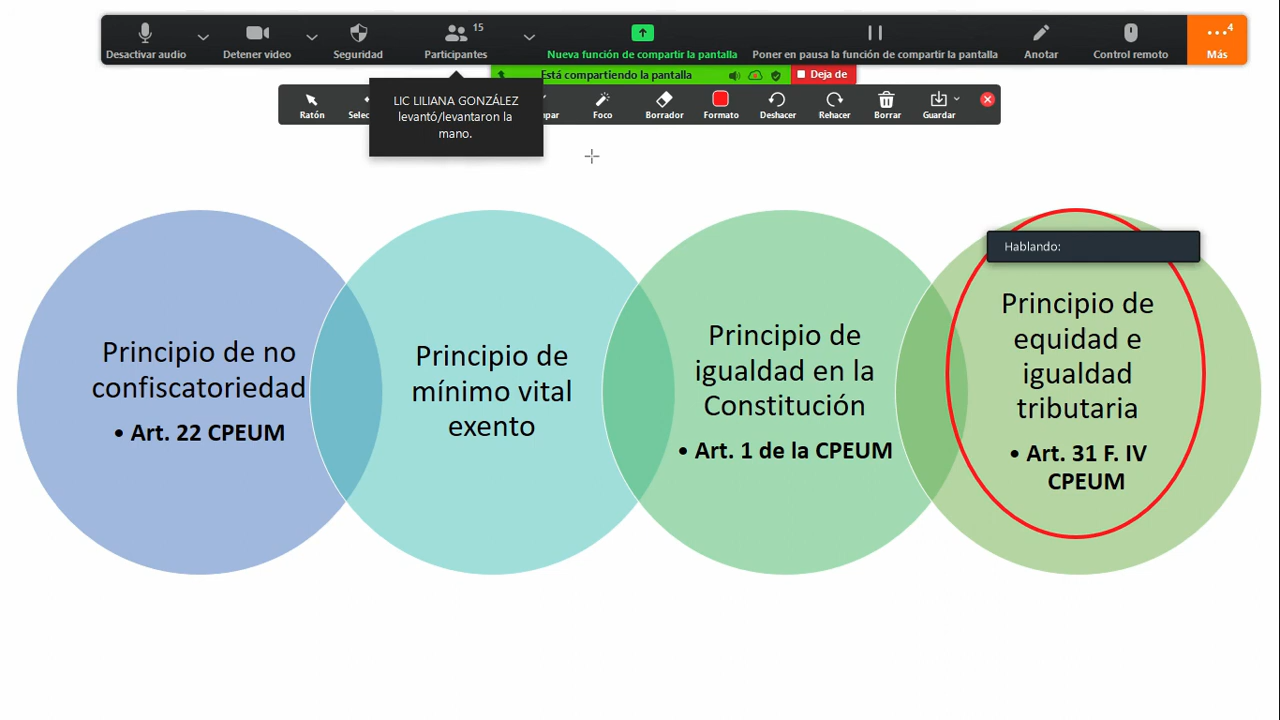 15
4
Desactivar audio
Detener video
Seguridad
Participantes
Nueva función de compartir la pantalla
Poner en pausa la función de compartir la pantalla
Anotar
Control remoto
Más
Está compartiendo la pantalla
Deja de
LIC LILIANA GONZÁLEZ
levantó/levantaron la
mano.
Ratón
Foco
Borrador
Formato
Deshacer
Rehacer
Borrar
Guardar
Hablando:
Principio de no
confiscatoriedad
• Art. 22 CPEUM
Principio de
mínimo vital
exento
Principio de
igualdad en la
Constitución
• Art. 1 de la CPEUM
Principio de
equidad e
igualdad
tributaria
• Art. 31 F. IV
CPEUM